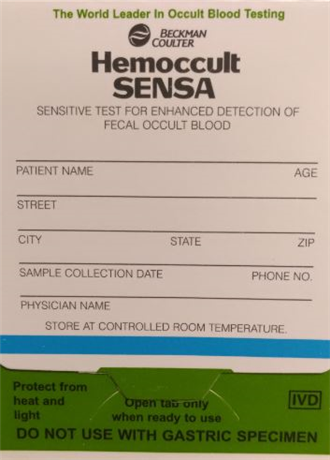 The World Leader In Occult Blood Testing
BECKMAN
COULTER
Hemoccult
SENSA
SENSITIVE TEST FOR ENHANCED DETECTION OF
FECAL OCCULT BLOOD
PATIENT NAME AGE
STREET
CITY STATE ZIP
SAMPLE COLLECTION DATE PHONE NO.
PHYSICIAN NAME
STORE AT CONTROLLED ROOM TEMPERATURE.
Protect from
heat and
light
Open tab only
when ready to use
IVD
DO NOT USE WITH GASTRIC SPECIMEN